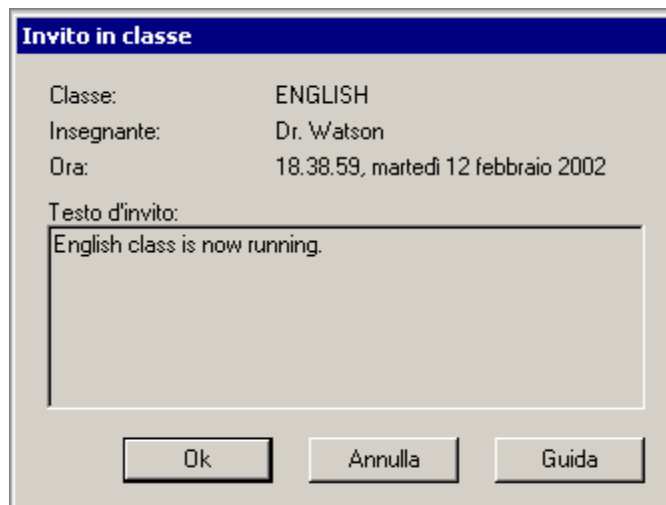 Invito in classe
Classe: ENGLISH
Insegnante: Dr. Watson
Ora: 18.38.59, martedì 12 febbraio 2002
Testo d'invito:
English class is now running.
Ok Annulla Guida